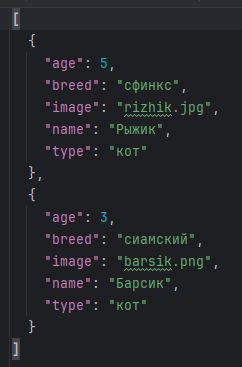 [
  {
    "age": 5,
    "breed": "сфинкс",
    "image": "rizhik.jpg",
    "name": "Рыжик",
    "type": "кот"
  },
  {
    "age": 3,
    "breed": "сиамский",
    "image": "barsik.png",
    "name": "Барсик",
    "type": "кот"
  }
]